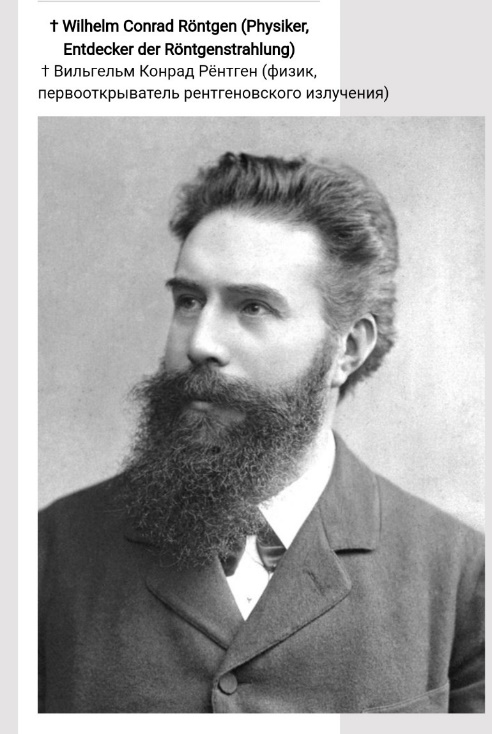 † Wilhelm Conrad Röntgen (Physiker,
Entdecker der Röntgenstrahlung)
† Вильгельм Конрад Рёнтген (физик,
первооткрыватель рентгеновского излучения)